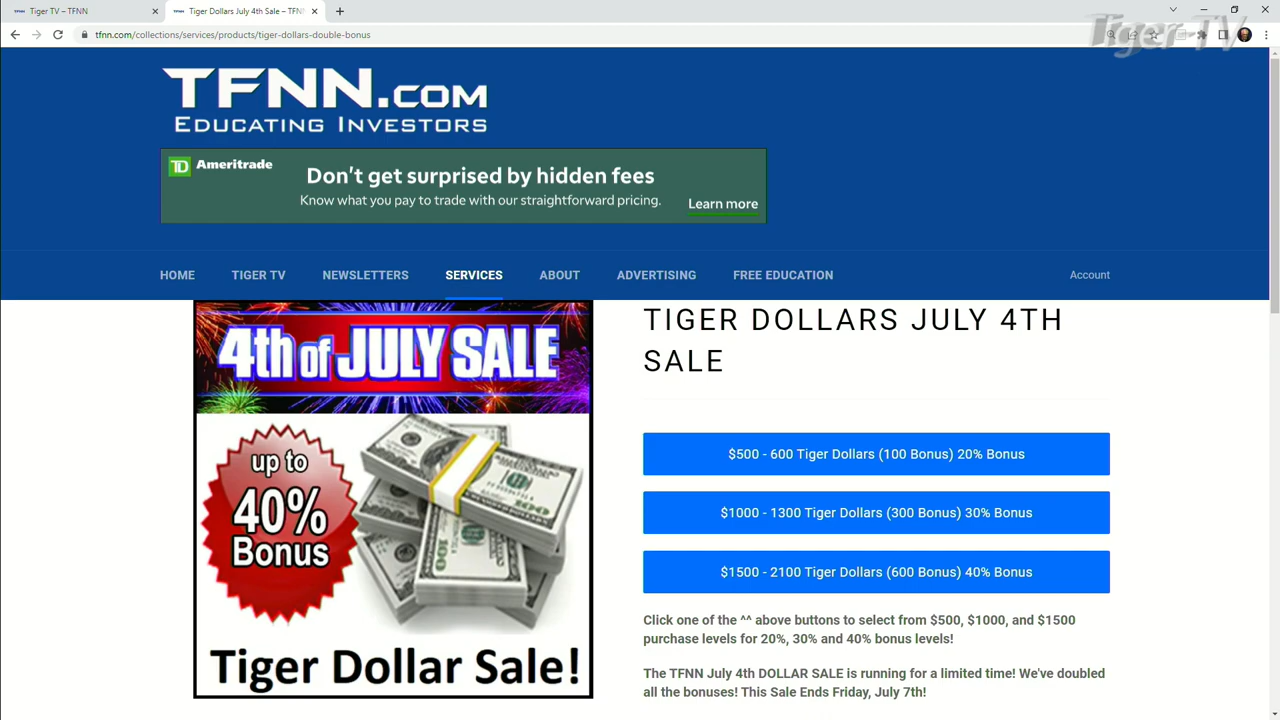 Tiger TV – TFNN
Tiger Dollars July 4th Sale – TFN
tfnn.com/collections/services/products/tiger-dollars-double-bonus
Tiger TV
TFNN.COM
EDUCATING INVESTORS
TD Ameritrade
Don't get surprised by hidden fees
Know what you pay to trade with our straightforward pricing.
Learn more
HOME TIGER TV NEWSLETTERS SERVICES ABOUT ADVERTISING FREE EDUCATION Account
4th of JULY SALE
up to
40%
Bonus
Tiger Dollar Sale!
TIGER DOLLARS JULY 4TH
SALE
$500 - 600 Tiger Dollars (100 Bonus) 20% Bonus
$1000 - 1300 Tiger Dollars (300 Bonus) 30% Bonus
$1500 - 2100 Tiger Dollars (600 Bonus) 40% Bonus
Click one of the ^^ above buttons to select from $500, $1000, and $1500
purchase levels for 20%, 30% and 40% bonus levels!
The TFNN July 4th DOLLAR SALE is running for a limited time! We've doubled
all the bonuses! This Sale Ends Friday, July 7th!